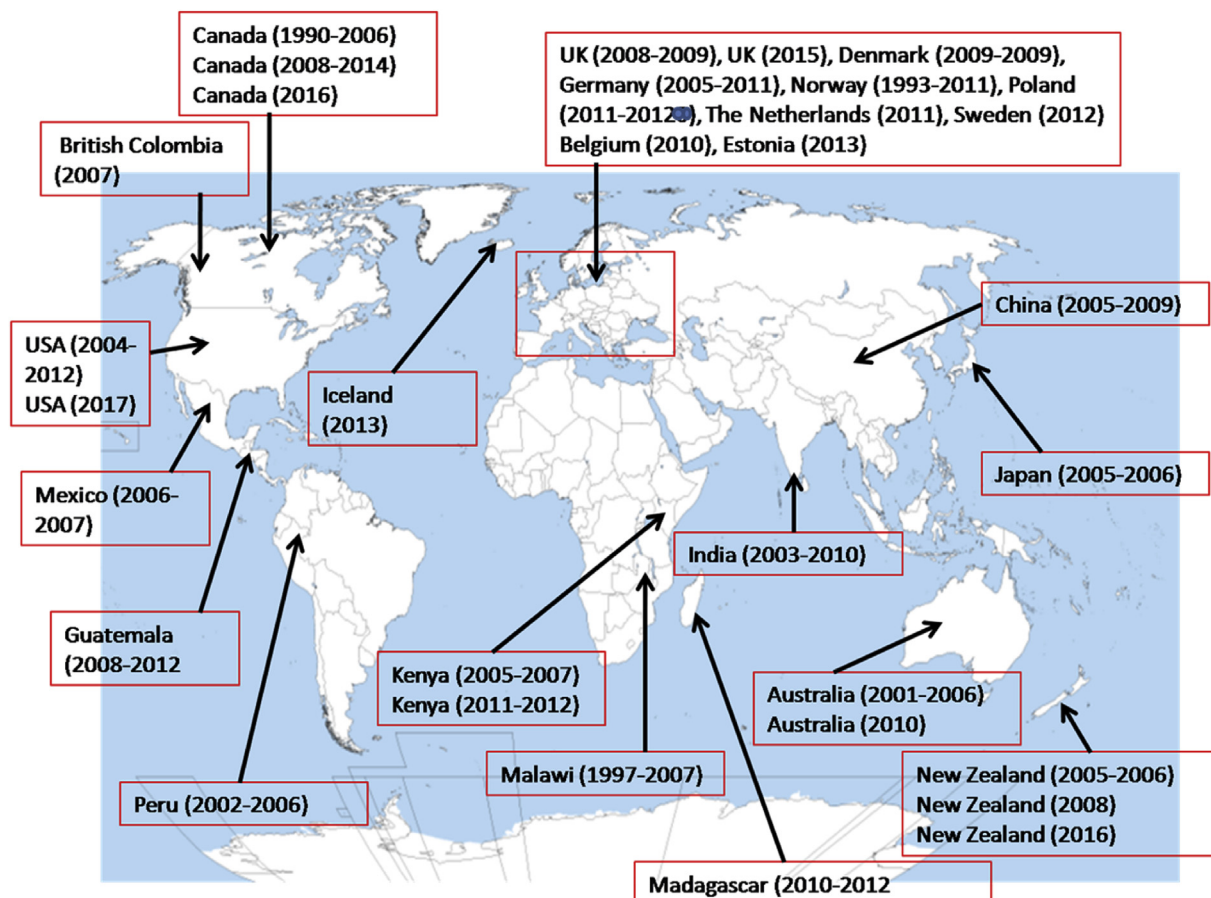 Canada (1990-2006)
Canada (2008-2014)
Canada (2016)
UK (2008-2009), UK (2015), Denmark (2009-2009),
Germany (2005-2011), Norway (1993-2011), Poland
(2011-2012), The Netherlands (2011), Sweden (2012)
Belgium (2010), Estonia (2013)
British Colombia
(2007)
China (2005-2009)
USA (2004-
2012)
USA (2017)
Iceland
(2013)
Japan (2005-2006)
Mexico (2006-
2007)
India (2003-2010)
Guatemala
(2008-2012
Kenya (2005-2007)
Kenya (2011-2012)
Australia (2001-2006)
Australia (2010)
Malawi (1997-2007)
New Zealand (2005-2006)
New Zealand (2008)
New Zealand (2016)
Peru (2002-2006)
Madagascar (2010-2012